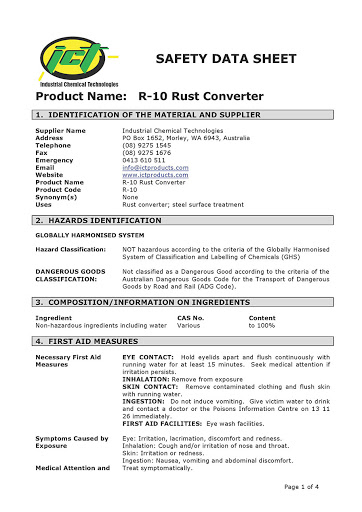 ict
Industrial Chemical Technologies
SAFETY DATA SHEET
Product Name: R-10 Rust Converter
1. IDENTIFICATION OF THE MATERIAL AND SUPPLIER
Supplier Name Industrial Chemical Technologies
Address PO Box 1652, Morley, WA 6943, Australia
Telephone (08) 9275 1545
Fax (08) 9275 1676
Emergency 0413 610 511
Email info@ictproducts.com
Website www.ictproducts.com
Product Name R-10 Rust Converter
Product Code R-10
Synonym(s) None
Uses Rust converter; steel surface treatment
2. HAZARDS IDENTIFICATION
GLOBALLY HARMONISED SYSTEM
Hazard Classification: NOT hazardous according to the criteria of the Globally Harmonised
System of Classification and Labelling of Chemicals (GHS)
DANGEROUS GOODS Not classified as a Dangerous Good according to the criteria of the
CLASSIFICATION: Australian Dangerous Goods Code for the Transport of Dangerous
Goods by Road and Rail (ADG Code).
3. COMPOSITION/INFORMATION ON INGREDIENTS
Ingredient CAS No. Content
Non-hazardous ingredients including water Various to 100%
4. FIRST AID MEASURES
Necessary First Aid EYE CONTACT: Hold eyelids apart and flush continuously with
Measures running water for at least 15 minutes. Seek medical attention if
irritation persists.
INHALATION: Remove from exposure
SKIN CONTACT: Remove contaminated clothing and flush skin
with running water.
INGESTION: Do not induce vomiting. Give victim water to drink
and contact a doctor or the Poisons Information Centre on 13 11
26 immediately.
FIRST AID FACILITIES: Eye wash facilities.
Symptoms Caused by Eye: Irritation, lacrimation, discomfort and redness.
Exposure Inhalation: Cough and/or irritation of nose and throat.
Skin: Irritation or redness.
Ingestion: Nausea, vomiting and abdominal discomfort.
Medical Attention and Treat symptomatically.
Page 1 of 4